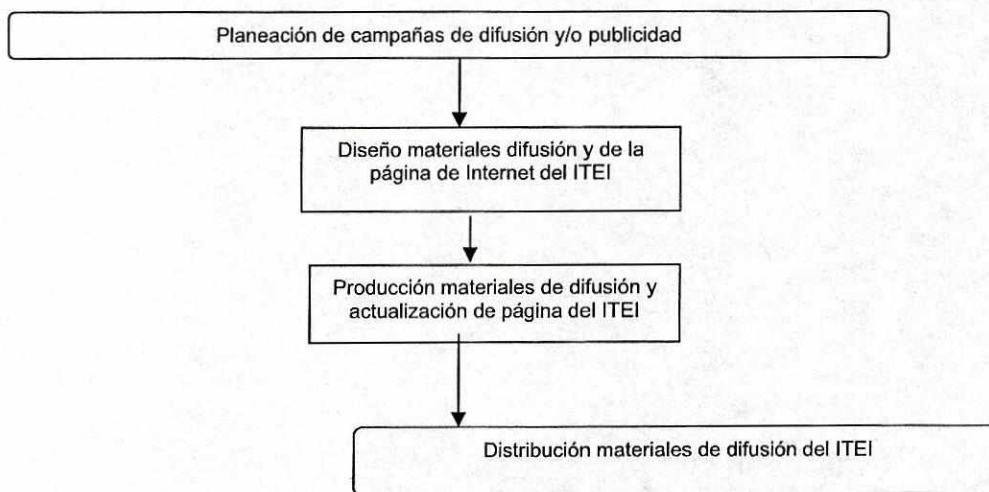 Planeación de campañas de difusión y/o publicidad
Diseño materiales difusión y de la
página de Internet del ITEI
Producción materiales de difusión y
actualización de página del ITEI
Distribución materiales de difusión del ITEI